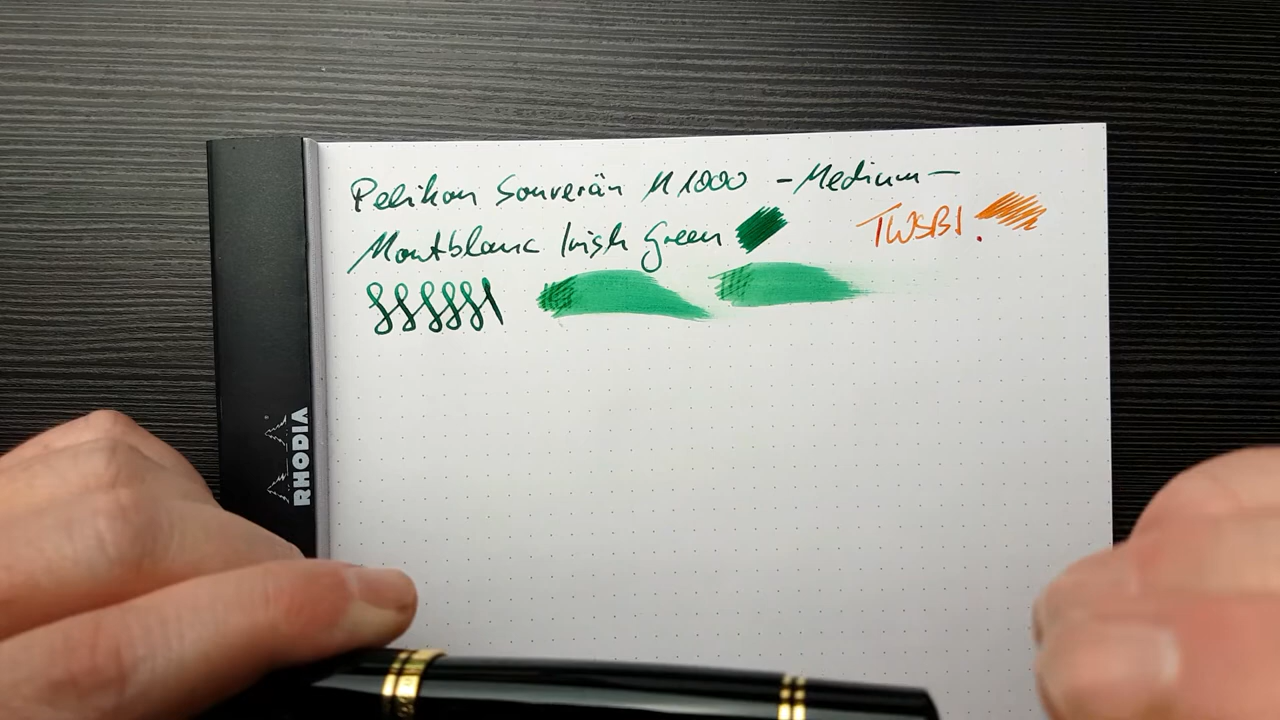 Pelikan Souverän M1000 - Medium -
Montblanc Irish Green
TWSBI.
RHODIA